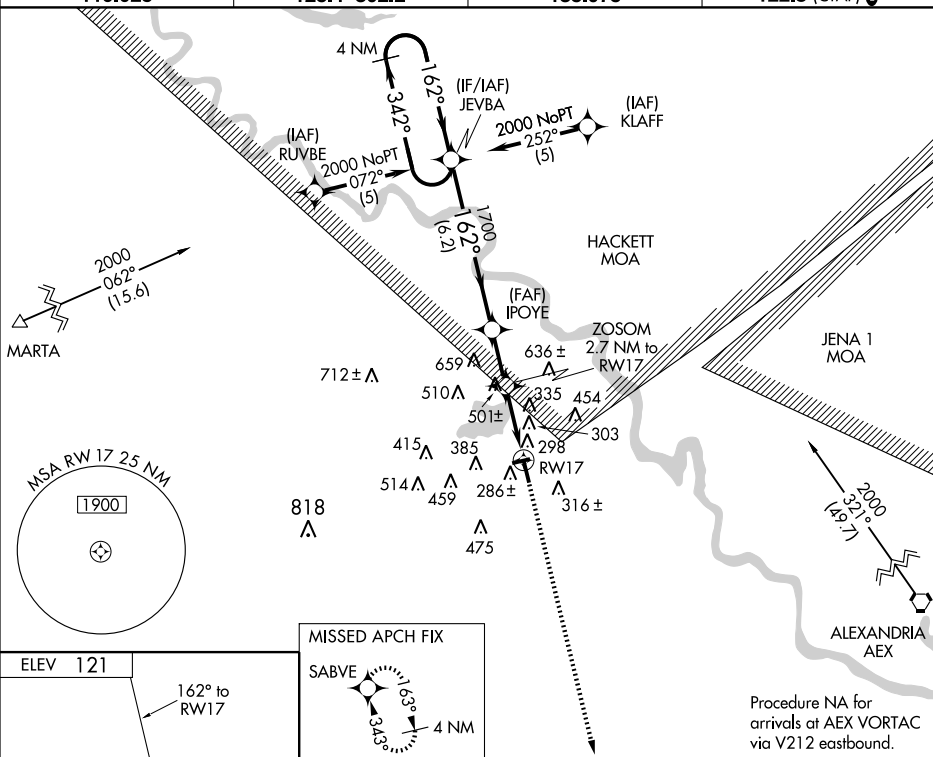 4 NM
162°
342°
(IF/IAF)
JEVBA
(IAF)
KLAFF
2000 NoPT
252°
(5)
(IAF)
RUVBE
2000 NoPT
072°
(5)
1700
162°
(6.2)
HACKETT
MOA
2000
062°
(15.6)
MARTA
(FAF)
IPOYE
ZOSOM
2.7 NM to
RW17
JENA 1
MOA
659
636 ±
712 ±
510
501±
335
454
303
415
385
298
RW17
514
459
286 ±
316 ±
475
MSA RW 17 25 NM
1900
818
2000
321°
(49.7)
ALEXANDRIA
AEX
MISSED APCH FIX
SABVE
163°
343°
4 NM
ELEV 121
162° to
RW17
Procedure NA for
arrivals at AEX VORTAC
via V212 eastbound.